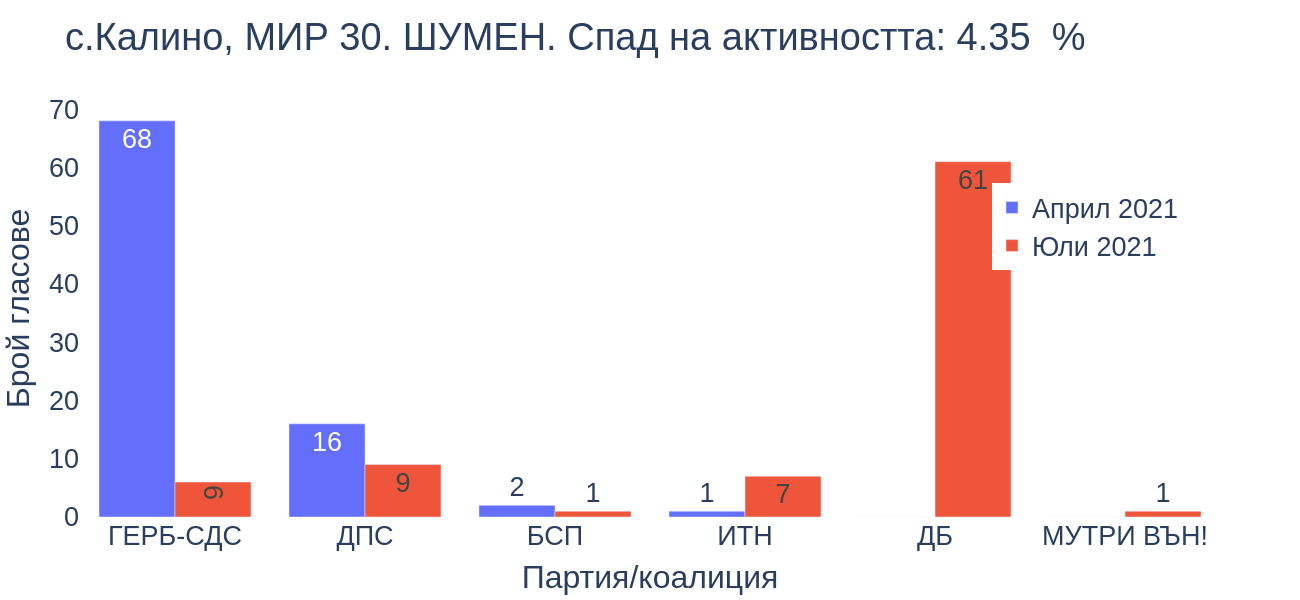 с.Калино, МИР 30. ШУМЕН. Спад на активността: 4.35 %
70
60
50
40
30
20
10
0
Брой гласове
68
6
16
9
2
1
1
7
61
1
Април 2021
Юли 2021
ГЕРБ-СДС
ДПС
БСП
ИТН
ДБ
МУТРИ ВЪН!
Партия/коалиция